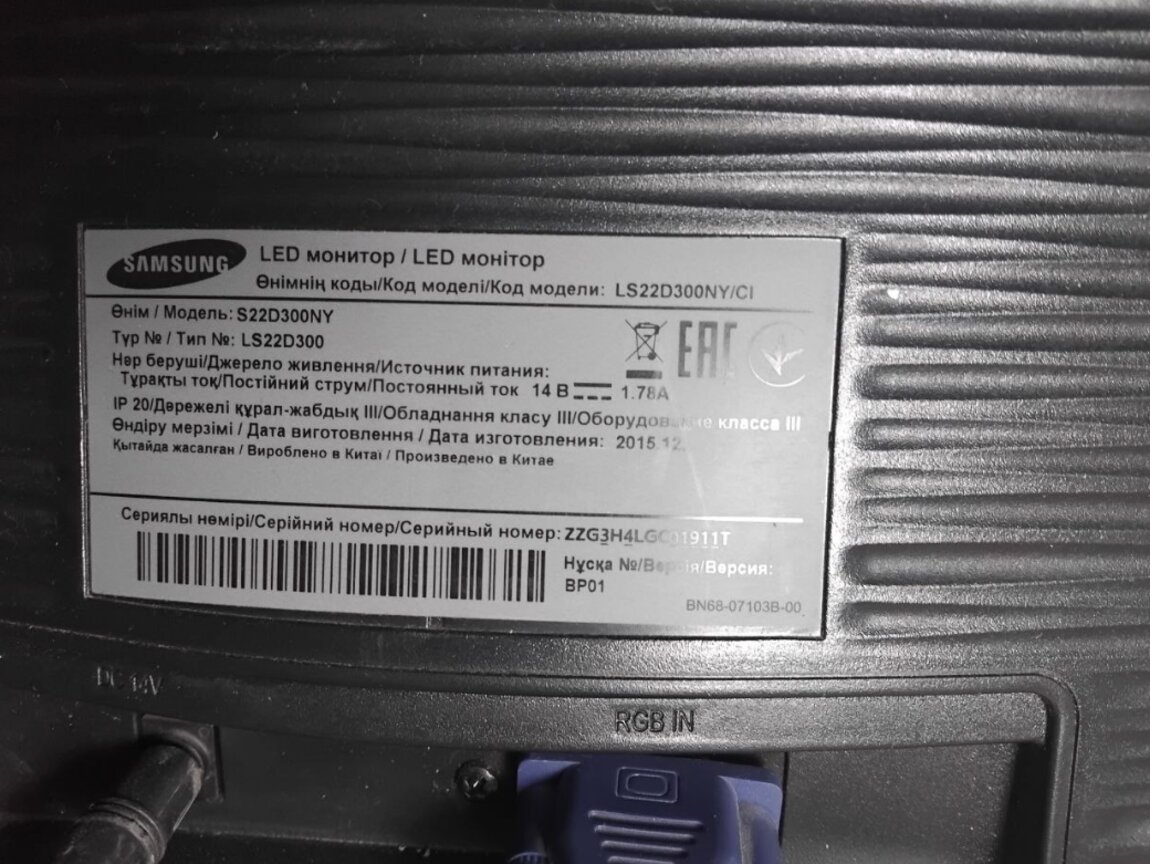 SAMSUNG
LED монитор / LED монітор
Өнімнің коды/Код моделі/Код модели: LS22D300NY/CI
Өнім / Модель: S22D300NY
Түр № / Тип №: LS22D300
Нәр беруші/Джерело живлення/Источник питания:
Тұрақты тоқ/Постійний струм/Постоянный ток 14 В 1.78A
EAC
IP 20/Дәрежелі құрал-жабдық III/Обладнання класу III/Оборудование класса III
Өндіру мерзімі / Дата виготовлення / Дата изготовления: 2015.12.
Қытайда жасалған / Вироблено в Китаї / Произведено в Китае
Сериялы нөмірі/Серійний номер/Серийный номер:
Нұсқа №/Версія/Версия:
BP01
BN68-07103B-00
DC 14V
RGB IN